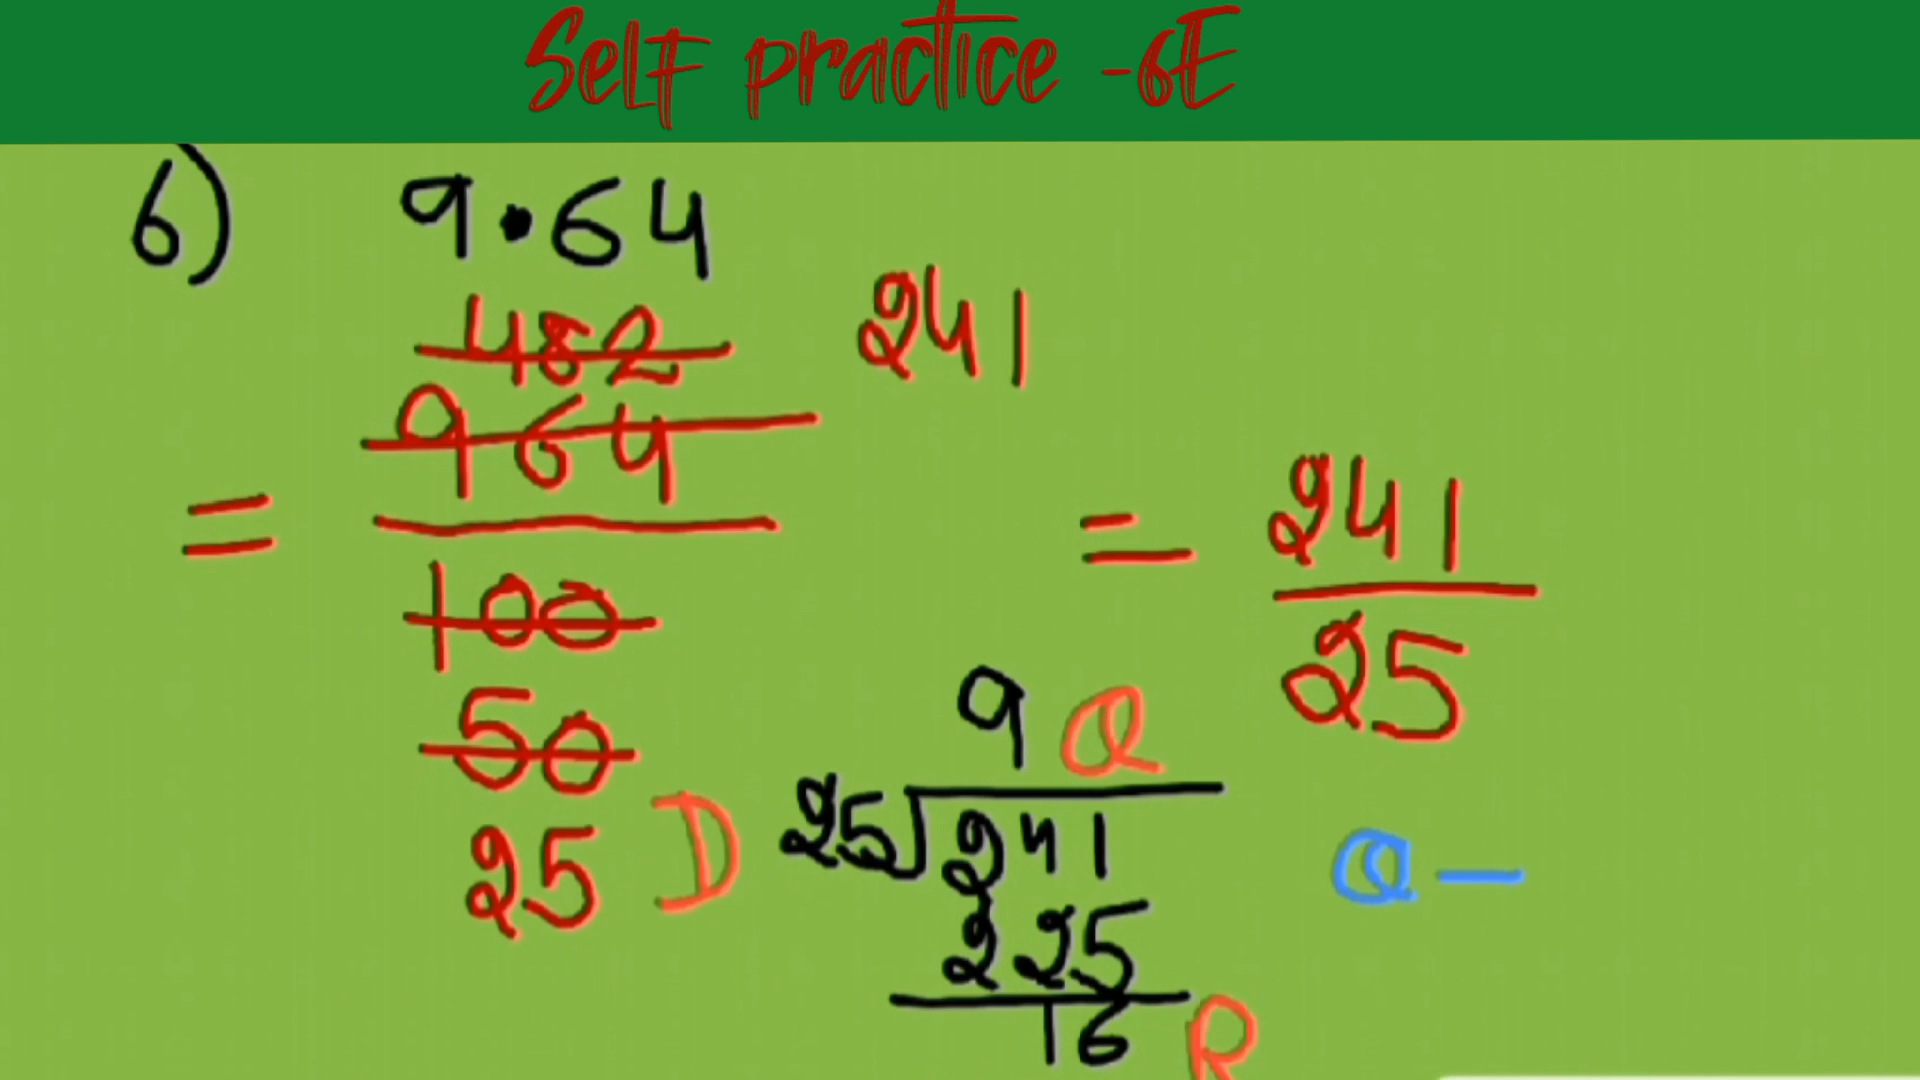 Self practice -6E
6) 9.64
482 241
= 964 = 241
100 25
50
25 D
9 Q
25 241 Q -
225
16 R